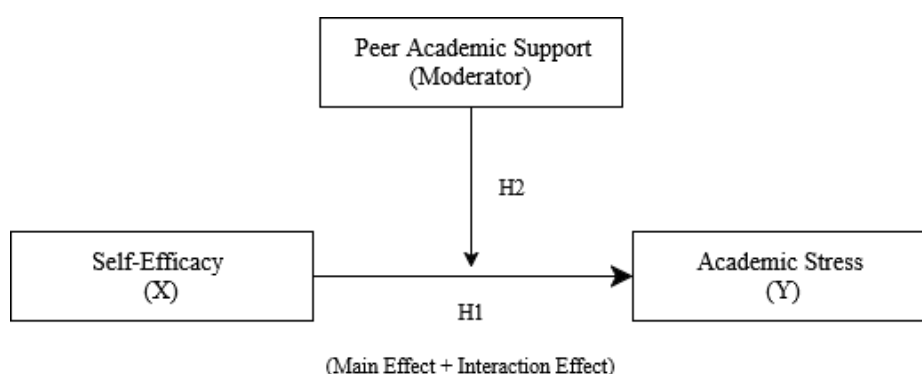 Peer Academic Support
(Moderator)
H2
Self-Efficacy
(X)
Academic Stress
(Y)
H1
(Main Effect + Interaction Effect)